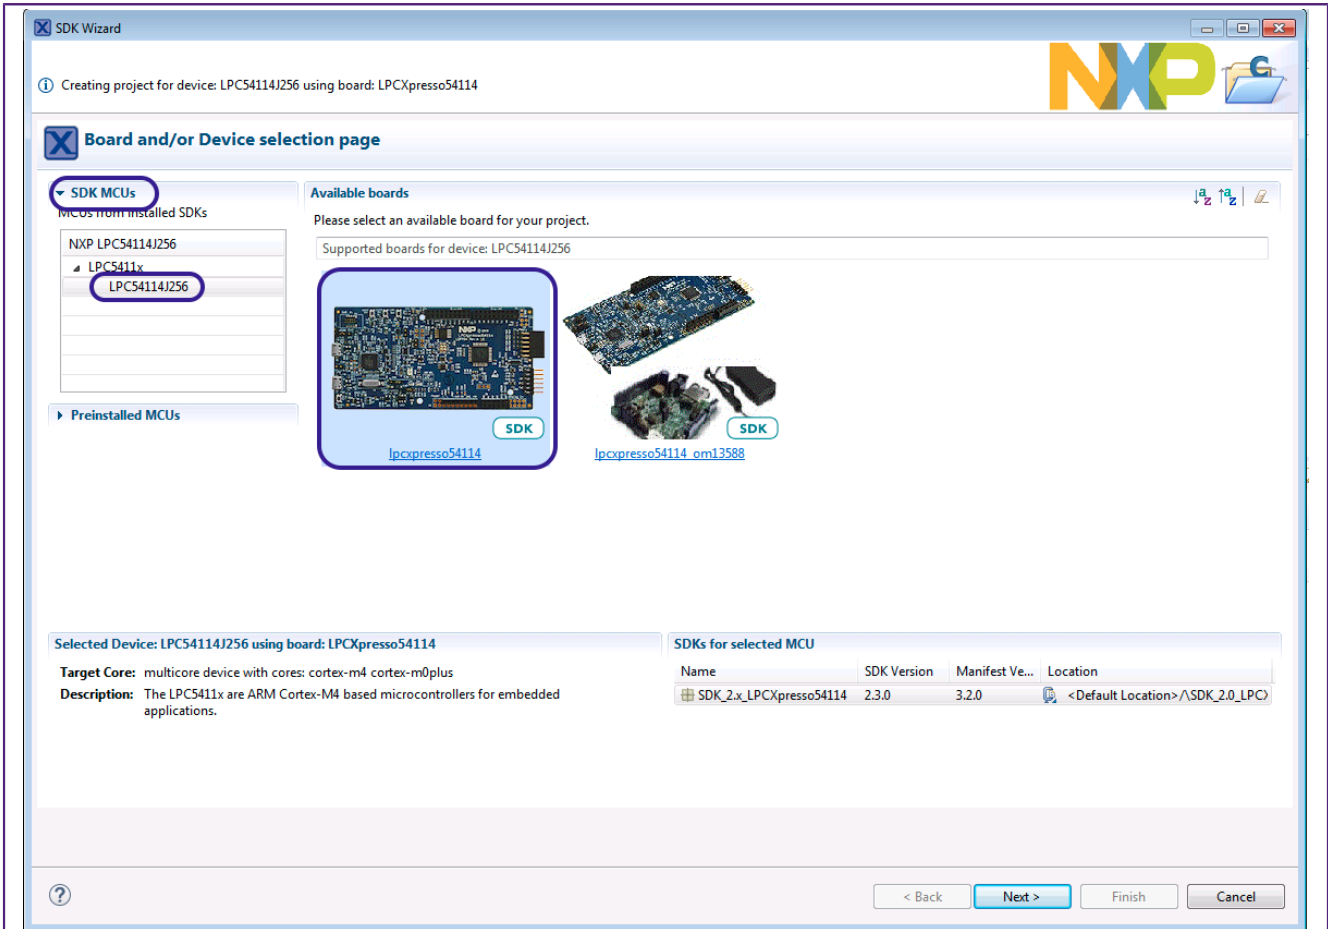 SDK Wizard
Creating project for device: LPC54114J256 using board: LPCXpresso54114
NXP
C
X Board and/or Device selection page
SDK MCUs
MCUs from installed SDKs
NXP LPC54114J256
LPC5411x
LPC54114J256
Preinstalled MCUs
Available boards
Please select an available board for your project.
Supported boards for device: LPC54114J256
NXP
SDK
lpcxpresso54114
SDK
lpcxpresso54114_om13588
Selected Device: LPC54114J256 using board: LPCXpresso54114
Target Core: multicore device with cores: cortex-m4 cortex-m0plus
Description: The LPC5411x are ARM Cortex-M4 based microcontrollers for embedded
applications.
SDKs for selected MCU
Name SDK Version Manifest Ve... Location
SDK_2.x_LPCXpresso54114 2.3.0 3.2.0 <Default Location>/\SDK_2.0_LPC
< Back Next > Finish Cancel